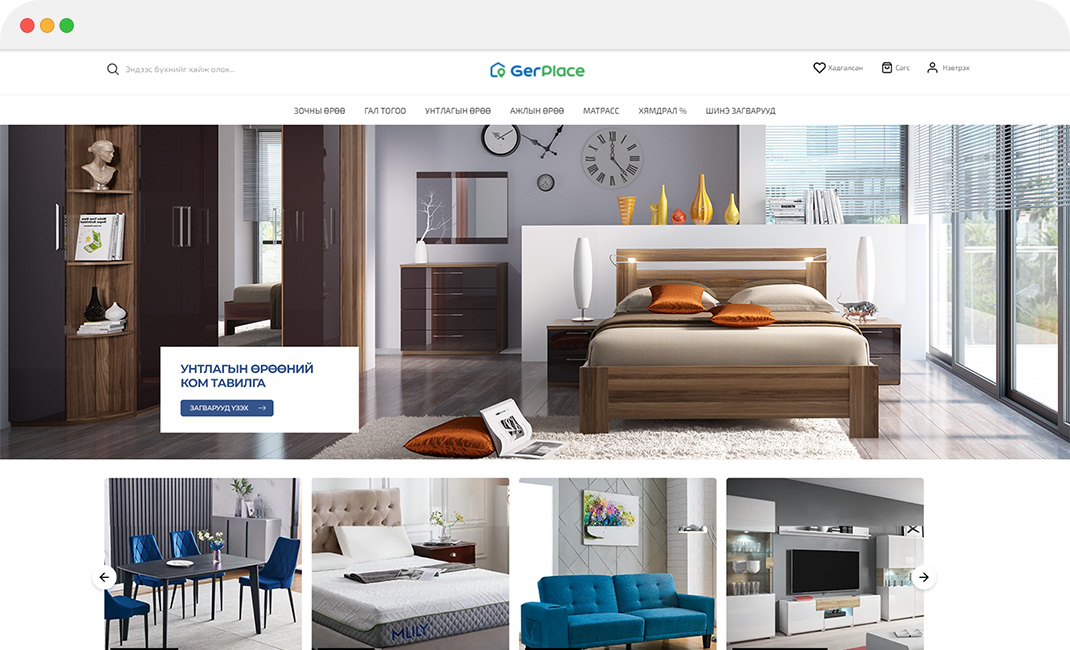 Эндээс бүхнийг хайж олох...
GerPlace
Хадгалсан
Сагс
Нэвтрэх
ЗОЧНЫ ӨРӨӨ
ГАЛ ТОГОО
УНТЛАГЫН ӨРӨӨ
АЖЛЫН ӨРӨӨ
МАТРАСС
ХЯМДРАЛ %
ШИНЭ ЗАГВАРУУД
УНТЛАГЫН ӨРӨӨНИЙ
КОМ ТАВИЛГА
ЗАГВАРУУД ҮЗЭХ
MLILY